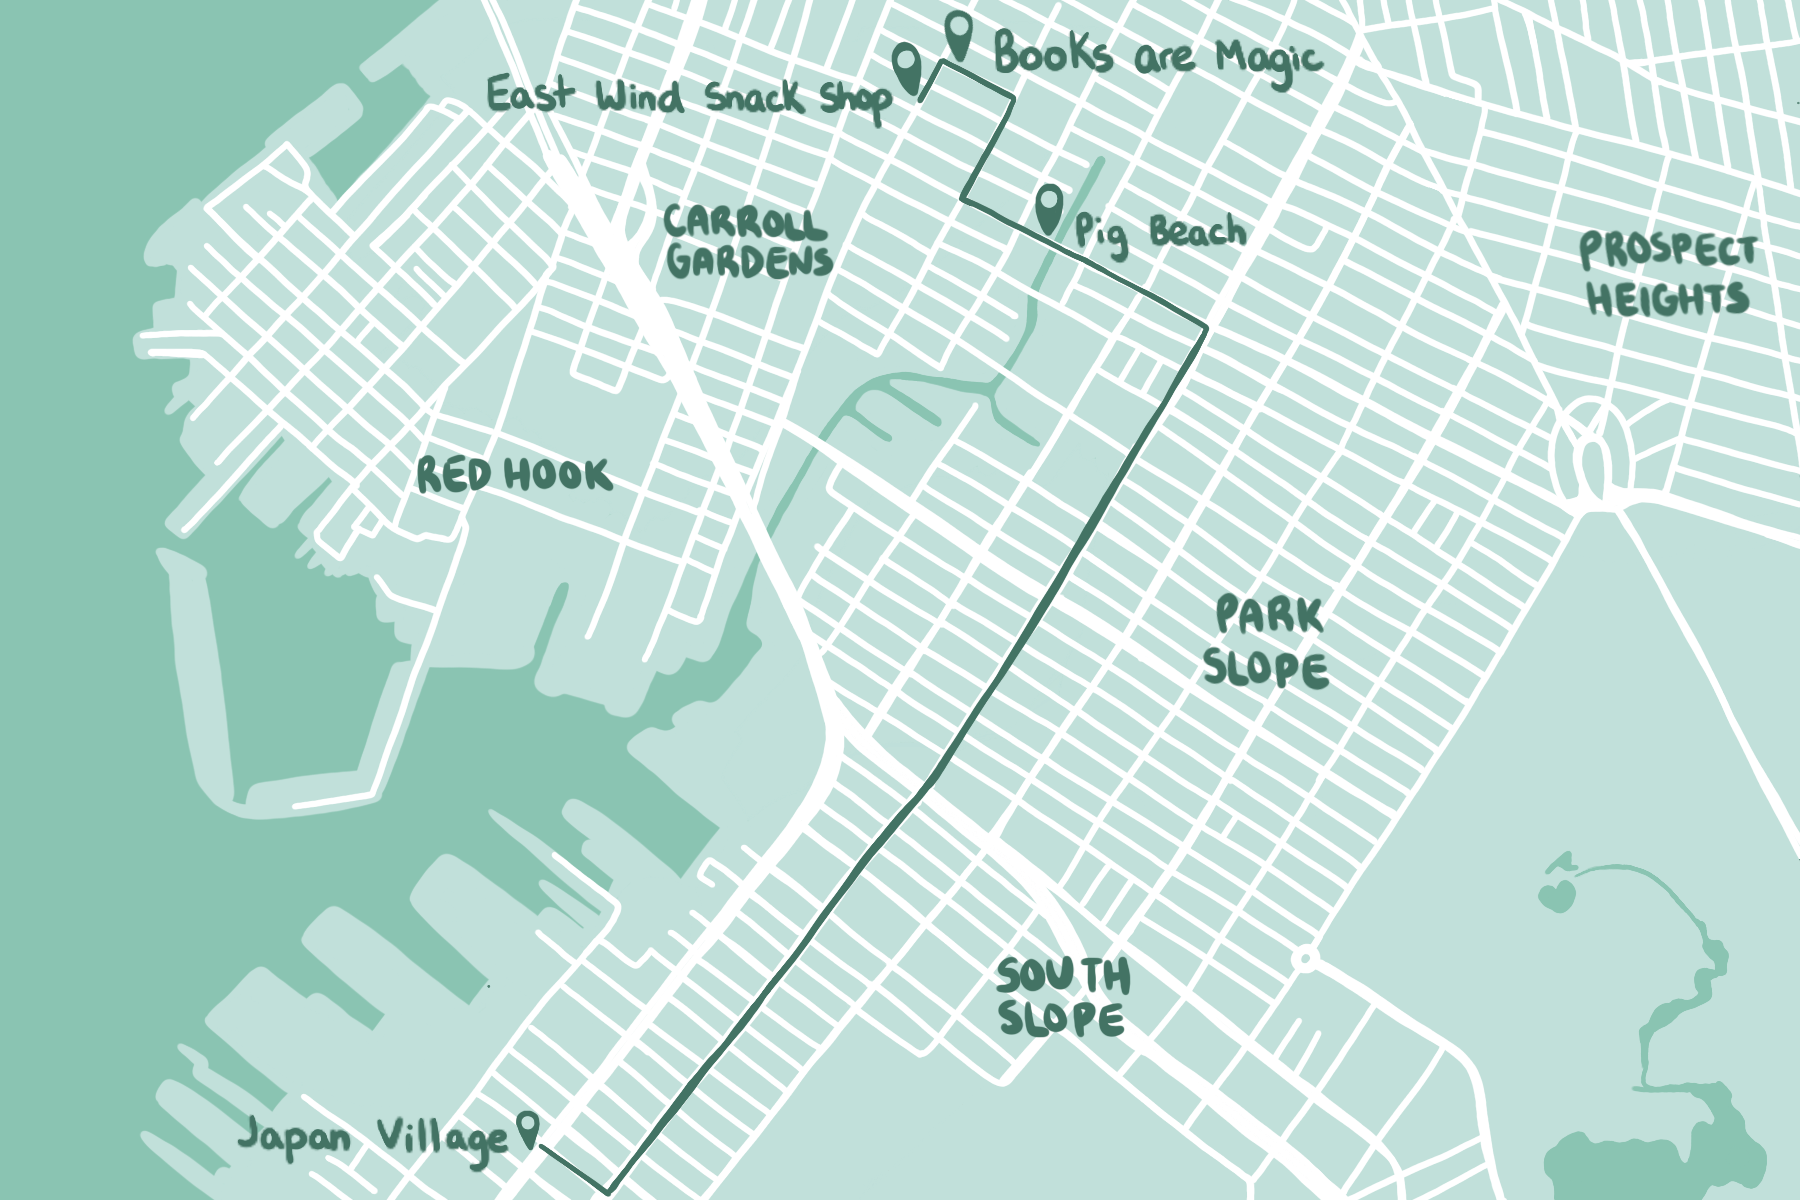 Books are Magic
East Wind Snack Shop
CARROLL
GARDENS
Pig Beach
PROSPECT
HEIGHTS
RED HOOK
PARK
SLOPE
SOUTH
SLOPE
Japan Village